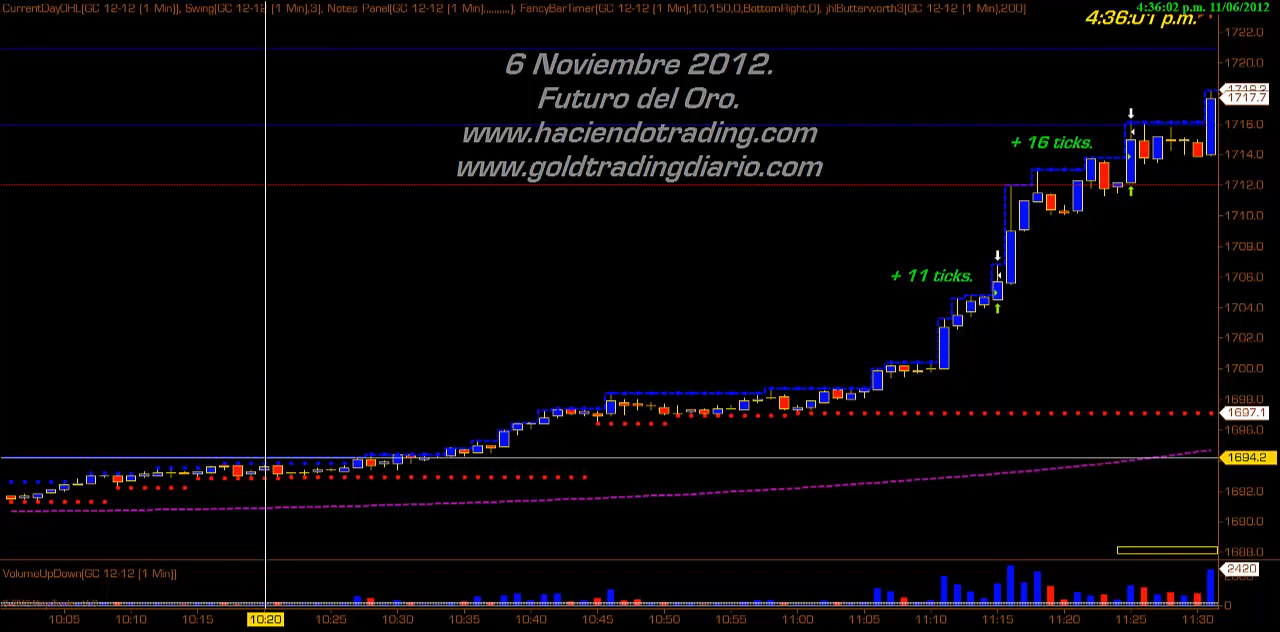 CurrentDayOHL(GC 12-12 (1 Min)), Swing(GC 12-12 (1 Min),3), Notes Panel(GC 12-12 (1 Min),,,,,,,,,,), FancyBarTimer(GC 12-12 (1 Min),10,150,0,BottomRight,0), jhlButterworth3(GC 12-12 (1 Min),200)
4:36:02 p.m. 11/06/2012
4:36:01 p.m.
6 Noviembre 2012.
Futuro del Oro.
www.haciendotrading.com
www.goldtradingdiario.com
+ 16 ticks.
+ 11 ticks.
1722.0
1720.0
1718.2
1717.7
1716.0
1714.0
1712.0
1710.0
1708.0
1706.0
1704.0
1702.0
1700.0
1698.0
1697.1
1696.0
1694.2
1692.0
1690.0
1688.0
VolumeUpDown(GC 12-12 (1 Min))
2420
0
10:05 10:10 10:15 10:20 10:25 10:30 10:35 10:40 10:45 10:50 10:55 11:00 11:05 11:10 11:15 11:20 11:25 11:30